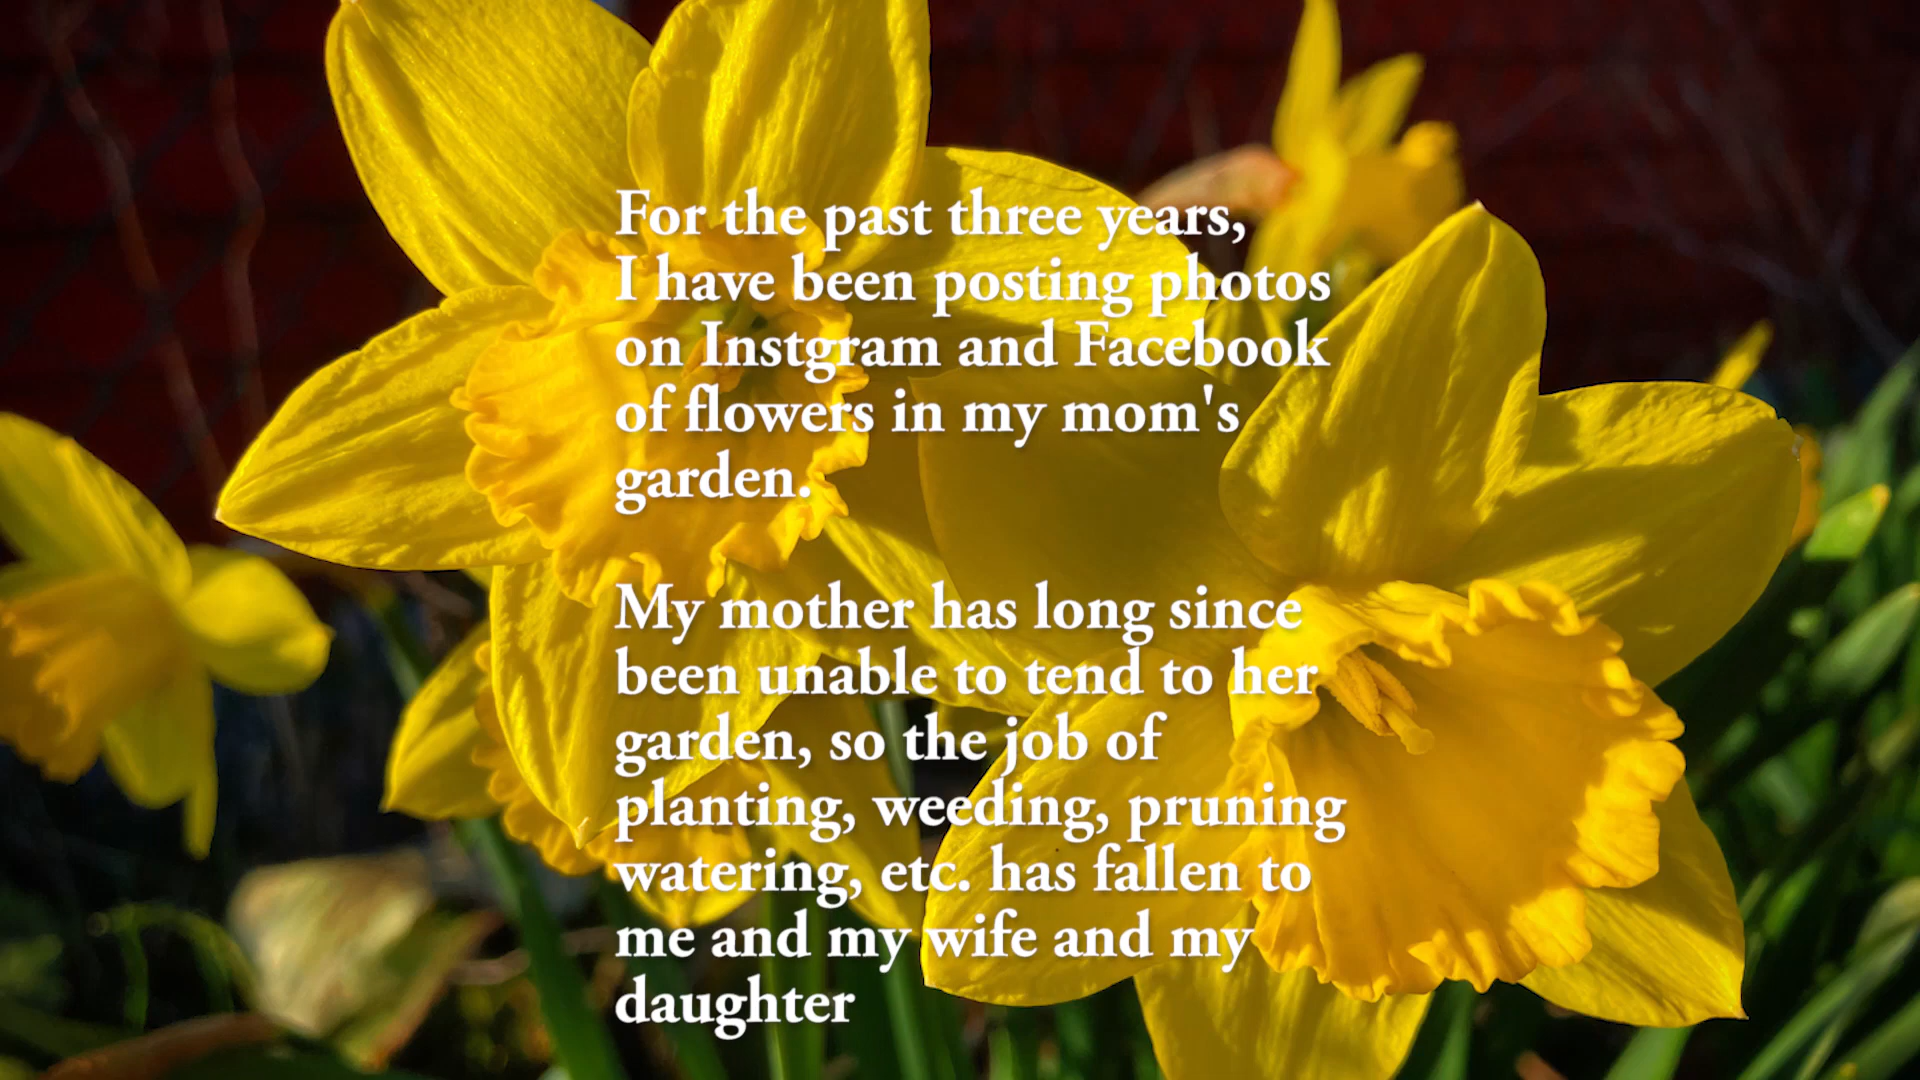 For the past three years,
I have been posting photos
on Instgram and Facebook
of flowers in my mom's
garden.
My mother has long since
been unable to tend to her
garden, so the job of
planting, weeding, pruning
watering, etc. has fallen to
me and my wife and my
daughter